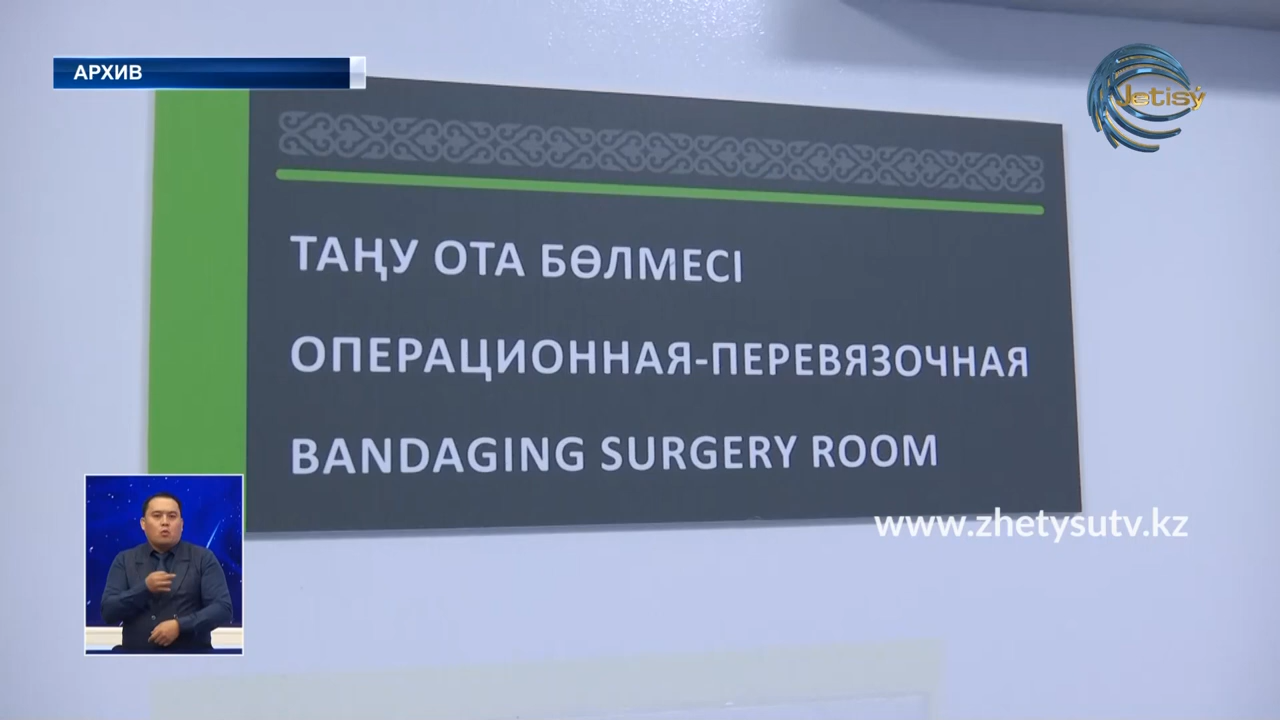 АРХИВ
Jetisý
ТАҢУ ОТА БӨЛМЕСІ
ОПЕРАЦИОННАЯ-ПЕРЕВЯЗОЧНАЯ
BANDAGING SURGERY ROOM
www.zhetysutv.kz